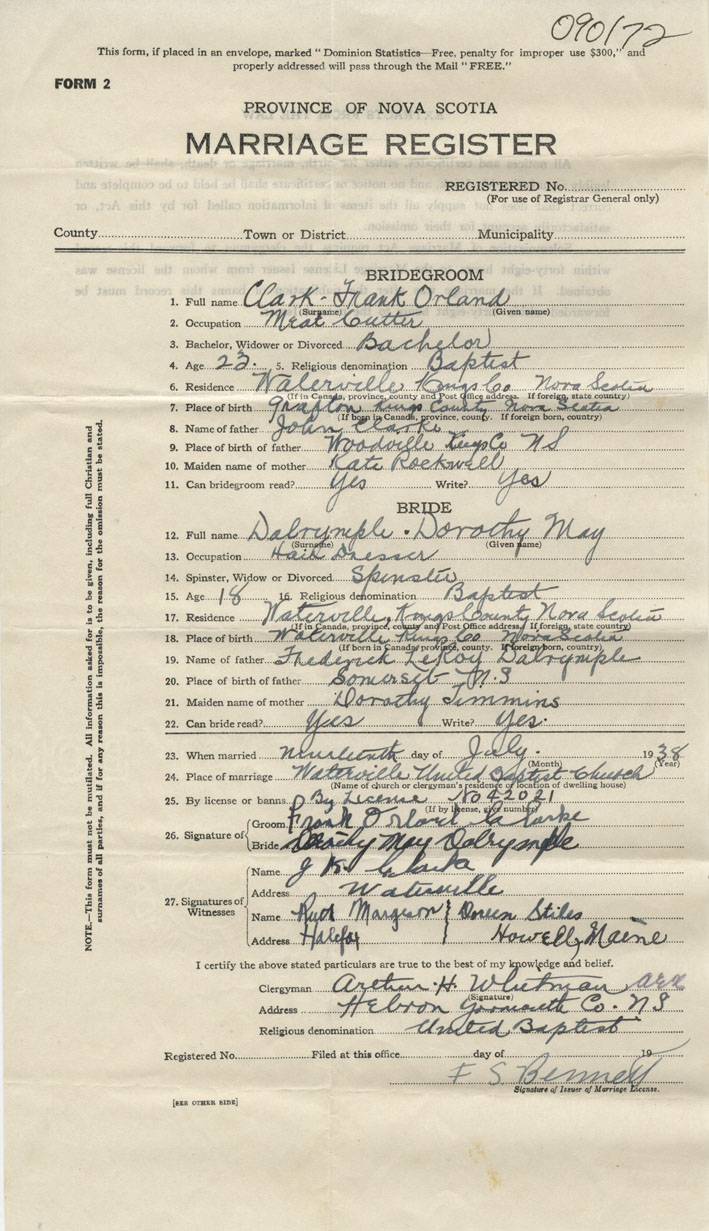 090172
This form, if placed in an envelope, marked "Dominion Statistics—Free, penalty for improper use $300," and
properly addressed will pass through the Mail "FREE."
FORM 2
PROVINCE OF NOVA SCOTIA
MARRIAGE REGISTER
REGISTERED No.
(For use of Registrar General only)
County Town or District Municipality
BRIDEGROOM
1. Full name Clark - Frank Orland
(Surname) (Given name)
2. Occupation Meat Cutter
3. Bachelor, Widower or Divorced Bachelor
4. Age 23. 5. Religious denomination Baptist
6. Residence Waterville Kings Co Nova Scotia
(If in Canada, province, county and Post Office address. If foreign, state country)
7. Place of birth Grafton Kings County Nova Scotia
(If born in Canada, province, county. If foreign born, country)
8. Name of father John Clarke
9. Place of father Woodville Kings Co NS
10. Maiden name of mother Kate Rockwell
11. Can bridegroom read? Yes Write? Yes
BRIDE
12. Full name Dalrymple . Dorothy May
(Surname) (Given name)
13. Occupation Hair Dresser
14. Spinster, Widow or Divorced Spinster
15. Age 18 16. Religious denomination Baptist
17. Residence Waterville, Kings County Nova Scotia
(If in Canada, province, county and Post Office address. If foreign, state country)
18. Place of birth Waterville Kings Co Nova Scotia
(If born in Canada, province, county. If foreign born, country)
19. Name of father Frederick LeRoy Dalrymple
20. Place of birth of father Somerset N.S
21. Maiden name of mother Dorothy Timmins
22. Can bride read? Yes Write? Yes.
23. When married nineteenth day of July. 1938
(Month) (Year)
24. Place of marriage Waterville United Baptist Church
(Name of church or clergyman's residence or location of dwelling house)
25. By license or banns By License No 52021
(If by license, give number)
26. Signature of Groom Frank Orland Clarke
Bride Dorothy May Dalrymple
27. Signatures of Witnesses
Name J K Clark
Address Waterville
Name Ruth Margeson Doreen Stiles
Address Halifax Howell, Maine
I certify the above stated particulars are true to the best of my knowledge and belief.
Clergyman Arthur H. Whitman
(Signature)
Address Hebron Yarmouth Co. NS
Religious denomination United Baptist
Registered No. Filed at this office day of 19
F S. Bennett
Signature of Issuer of Marriage License.
[SEE OTHER SIDE]
NOTE.—This form must not be mutilated. All information asked for is to be given, including full Christian and
surnames of all parties, and if for any reason this is impossible, the reason for the omission must be stated.